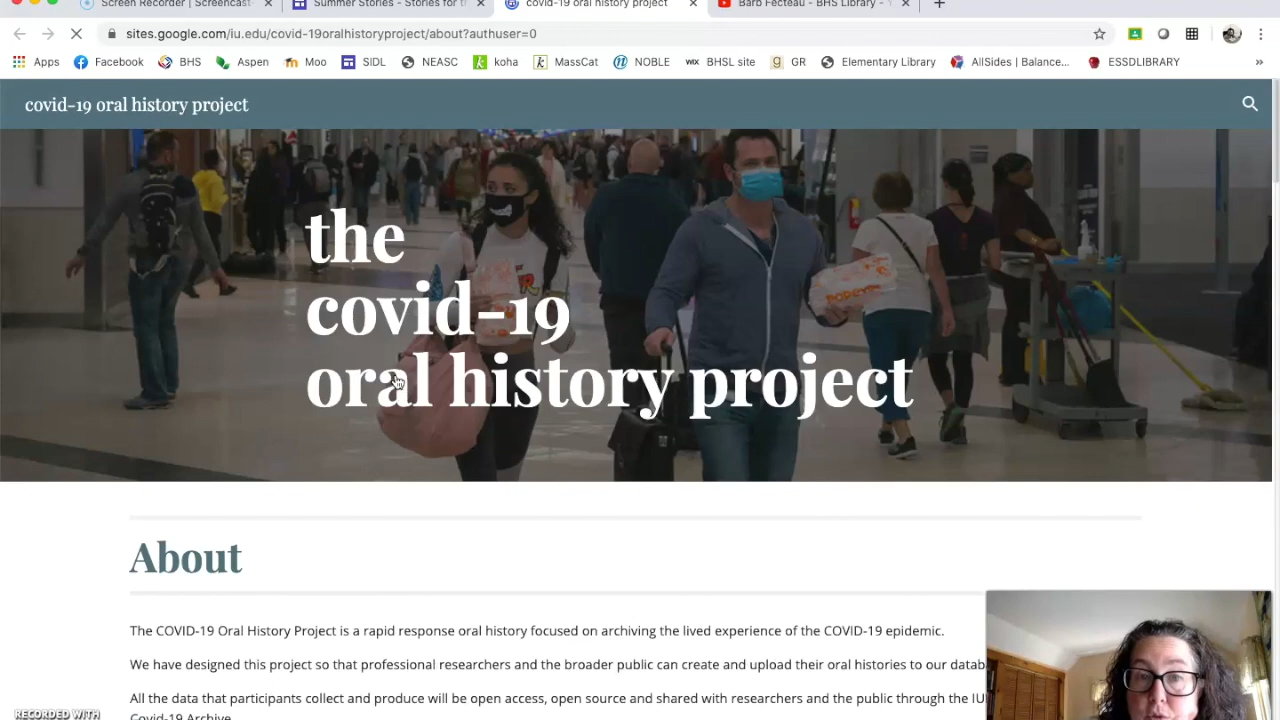 Screen Recorder | Screencast-
Summer Stories - Stories for th
covid-19 oral history project
Barb Fecteau - BHS Library -
sites.google.com/iu.edu/covid-19oralhistoryproject/about?authuser=0
Apps Facebook BHS Aspen Moo SIDL NEASC koha MassCat NOBLE WIX BHSL site GR Elementary Library AllSides | Balance... ESSDLIBRARY »
covid-19 oral history project
the
covid-19
oral history project
About
The COVID-19 Oral History Project is a rapid response oral history focused on archiving the lived experience of the COVID-19 epidemic.
We have designed this project so that professional researchers and the broader public can create and upload their oral histories to our datab
All the data that participants collect and produce will be open access, open source and shared with researchers and the public through the IU
Covid-19 Archive
RECORDED WITH